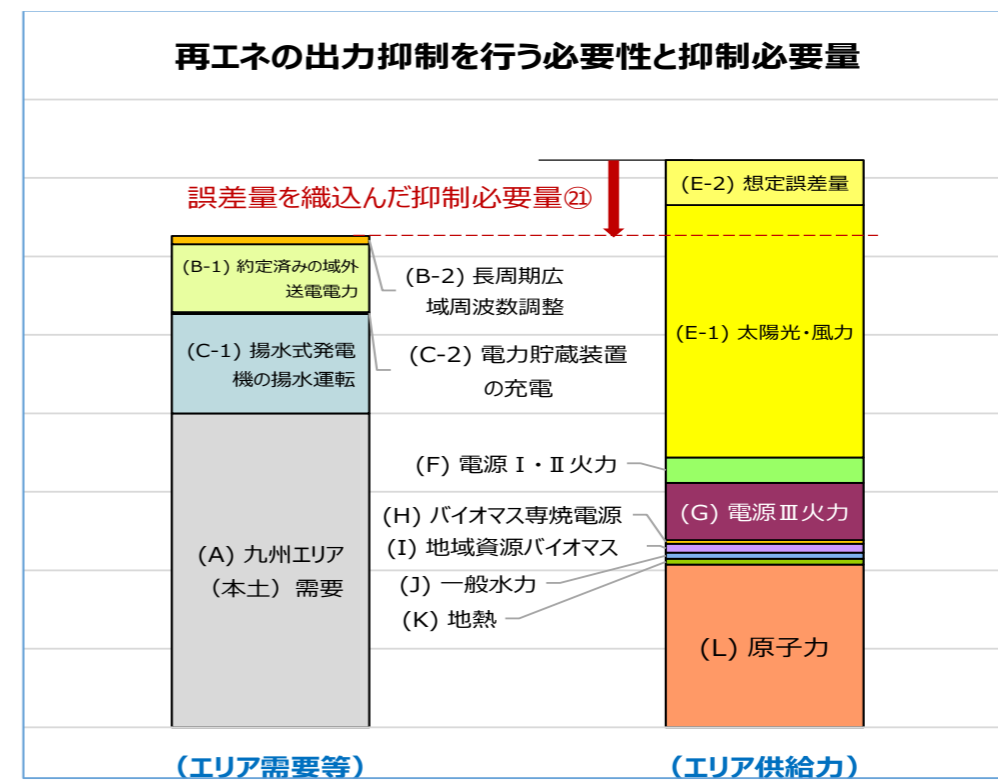 再エネの出力抑制を行う必要性と抑制必要量
誤差量を織込んだ抑制必要量㉑
(B-1) 約定済みの域外
送電電力
(B-2) 長周期広
域周波数調整
(C-1) 揚水式発電
機の揚水運転
(C-2) 電力貯蔵装置
の充電
(A) 九州エリア
(本土)需要
(E-2) 想定誤差量
(E-1) 太陽光・風力
(F) 電源Ⅰ・Ⅱ火力
(G) 電源Ⅲ火力
(H) バイオマス専焼電源
(I) 地域資源バイオマス
(J) 一般水力
(K) 地熱
(L) 原子力
(エリア需要等)
(エリア供給力)